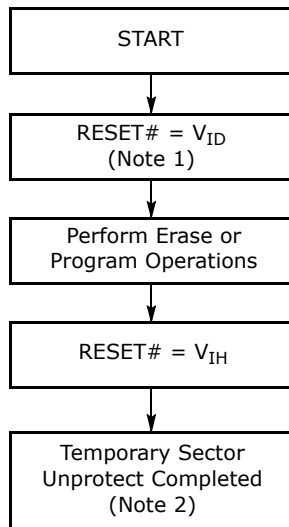 START
RESET# = VID
(Note 1)
Perform Erase or
Program Operations
RESET# = VIH
Temporary Sector
Unprotect Completed
(Note 2)